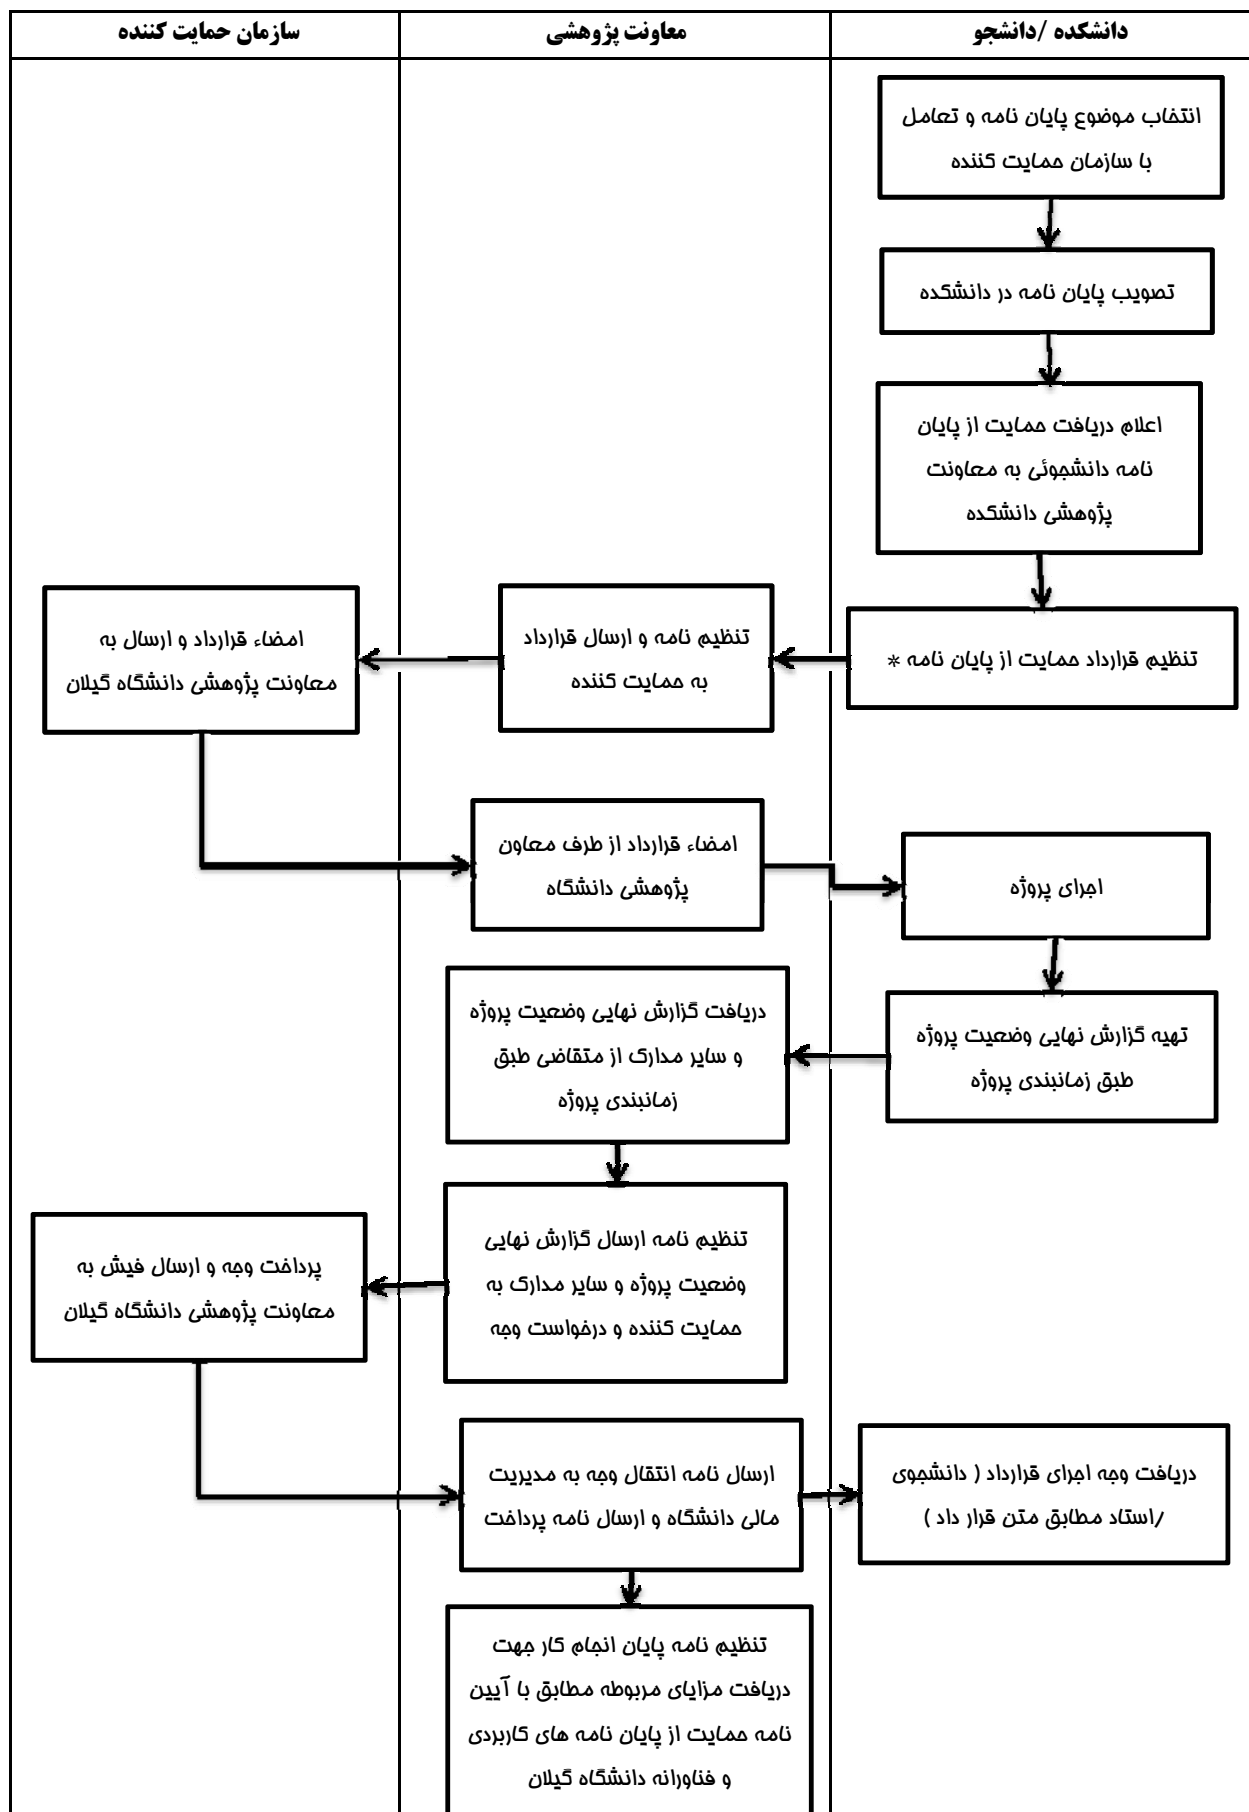 دانشکده /دانشجو
معاونت پژوهشی
سازمان حمایت کننده
انتخاب موضوع پایان نامه و تعامل
با سازمان حمایت کننده
تصویب پایان نامه در دانشکده
اعلام دریافت حمایت از پایان
نامه دانشجوئی به معاونت
پژوهشی دانشکده
تنظیم قرارداد حمایت از پایان نامه *
تنظیم نامه و ارسال قرارداد
به حمایت کننده
امضاء قرارداد و ارسال به
معاونت پژوهشی دانشگاه گیلان
امضاء قرارداد از طرف معاون
پژوهشی دانشگاه
اجرای پروژه
تهیه گزارش نهایی وضعیت پروژه
طبق زمانبندی پروژه
دریافت گزارش نهایی وضعیت پروژه
و سایر مدارک از متقاضی طبق
زمانبندی پروژه
تنظیم نامه ارسال گزارش نهایی
وضعیت پروژه و سایر مدارک به
حمایت کننده و درخواست وجه
پرداخت وجه و ارسال فیش به
معاونت پژوهشی دانشگاه گیلان
ارسال نامه انتقال وجه به مدیریت
مالی دانشگاه و ارسال نامه پرداخت
دریافت وجه اجرای قرارداد ( دانشجوی
/استاد مطابق متن قرار داد )
تنظیم نامه پایان انجام کار جهت
دریافت مزایای مربوطه مطابق با آیین
نامه حمایت از پایان نامه های کاربردی
و فناورانه دانشگاه گیلان